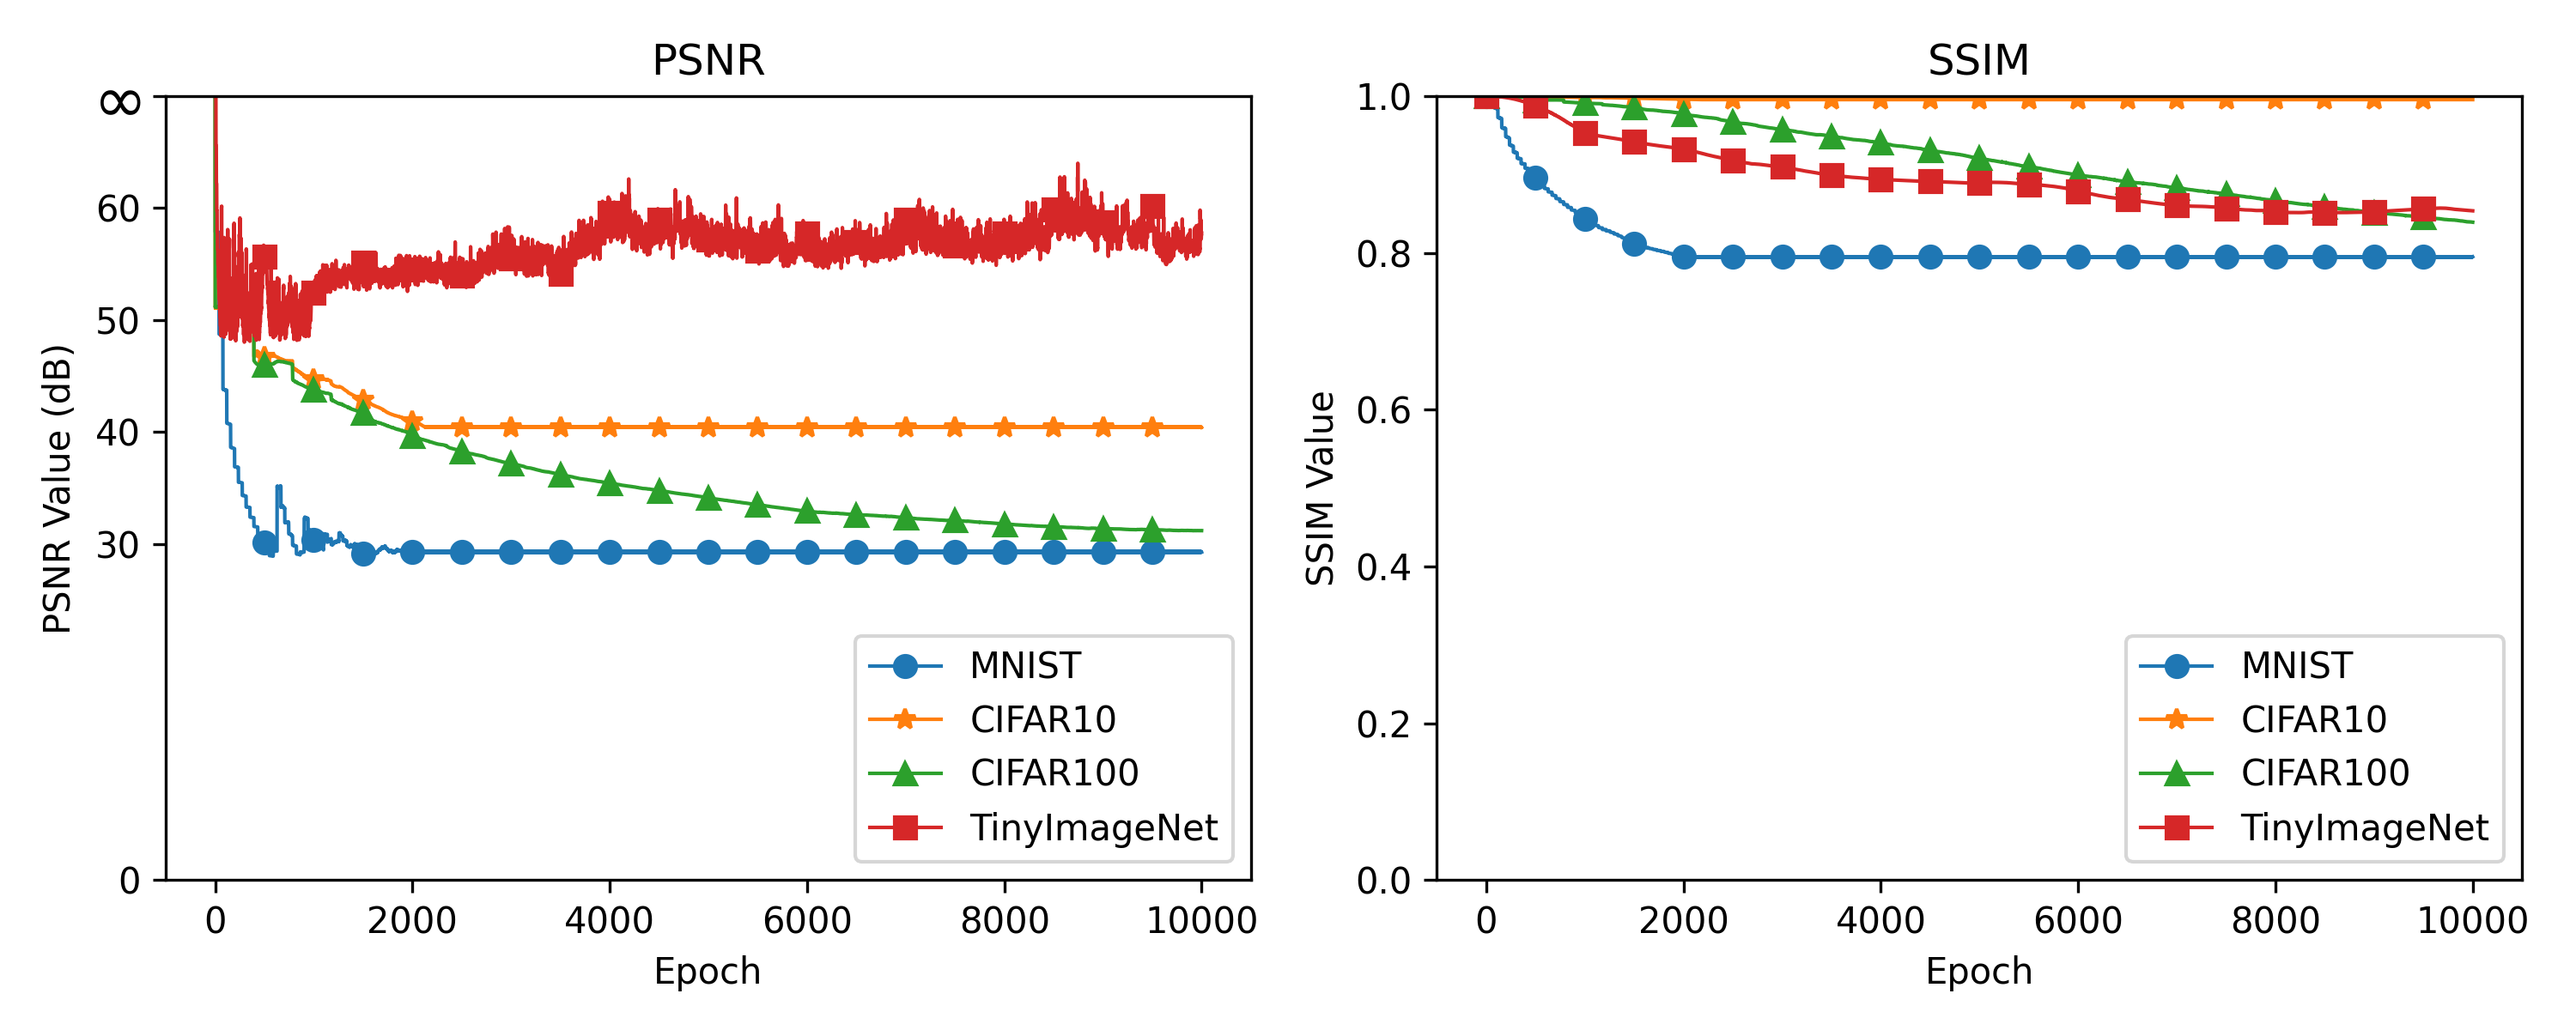 PSNR
∞
60
50
40
30
0
PSNR Value (dB)
0 2000 4000 6000 8000 10000
Epoch
MNIST
CIFAR10
CIFAR100
TinyImageNet
SSIM
1.0
0.8
0.6
0.4
0.2
0.0
SSIM Value
0 2000 4000 6000 8000 10000
Epoch
MNIST
CIFAR10
CIFAR100
TinyImageNet